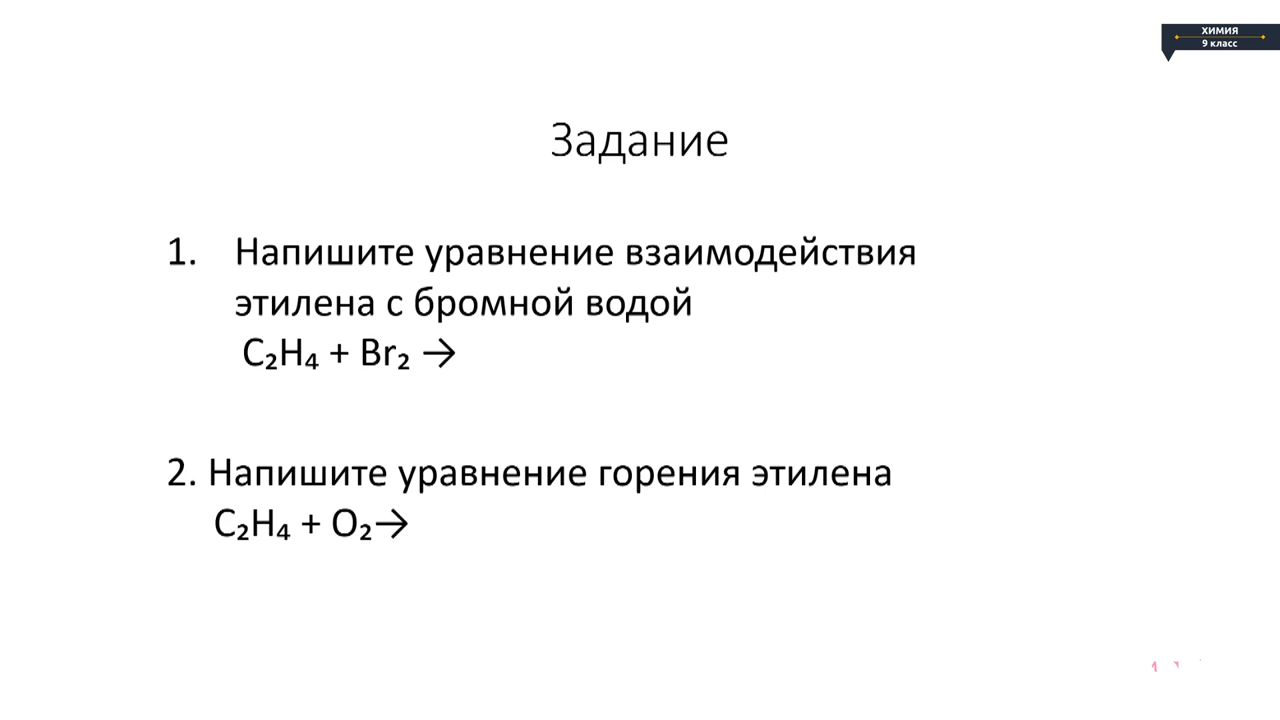 ХИМИЯ
9 класс
Задание
1. Напишите уравнение взаимодействия
этилена с бромной водой
C₂H₄ + Br₂ →
2. Напишите уравнение горения этилена
C₂H₄ + O₂→